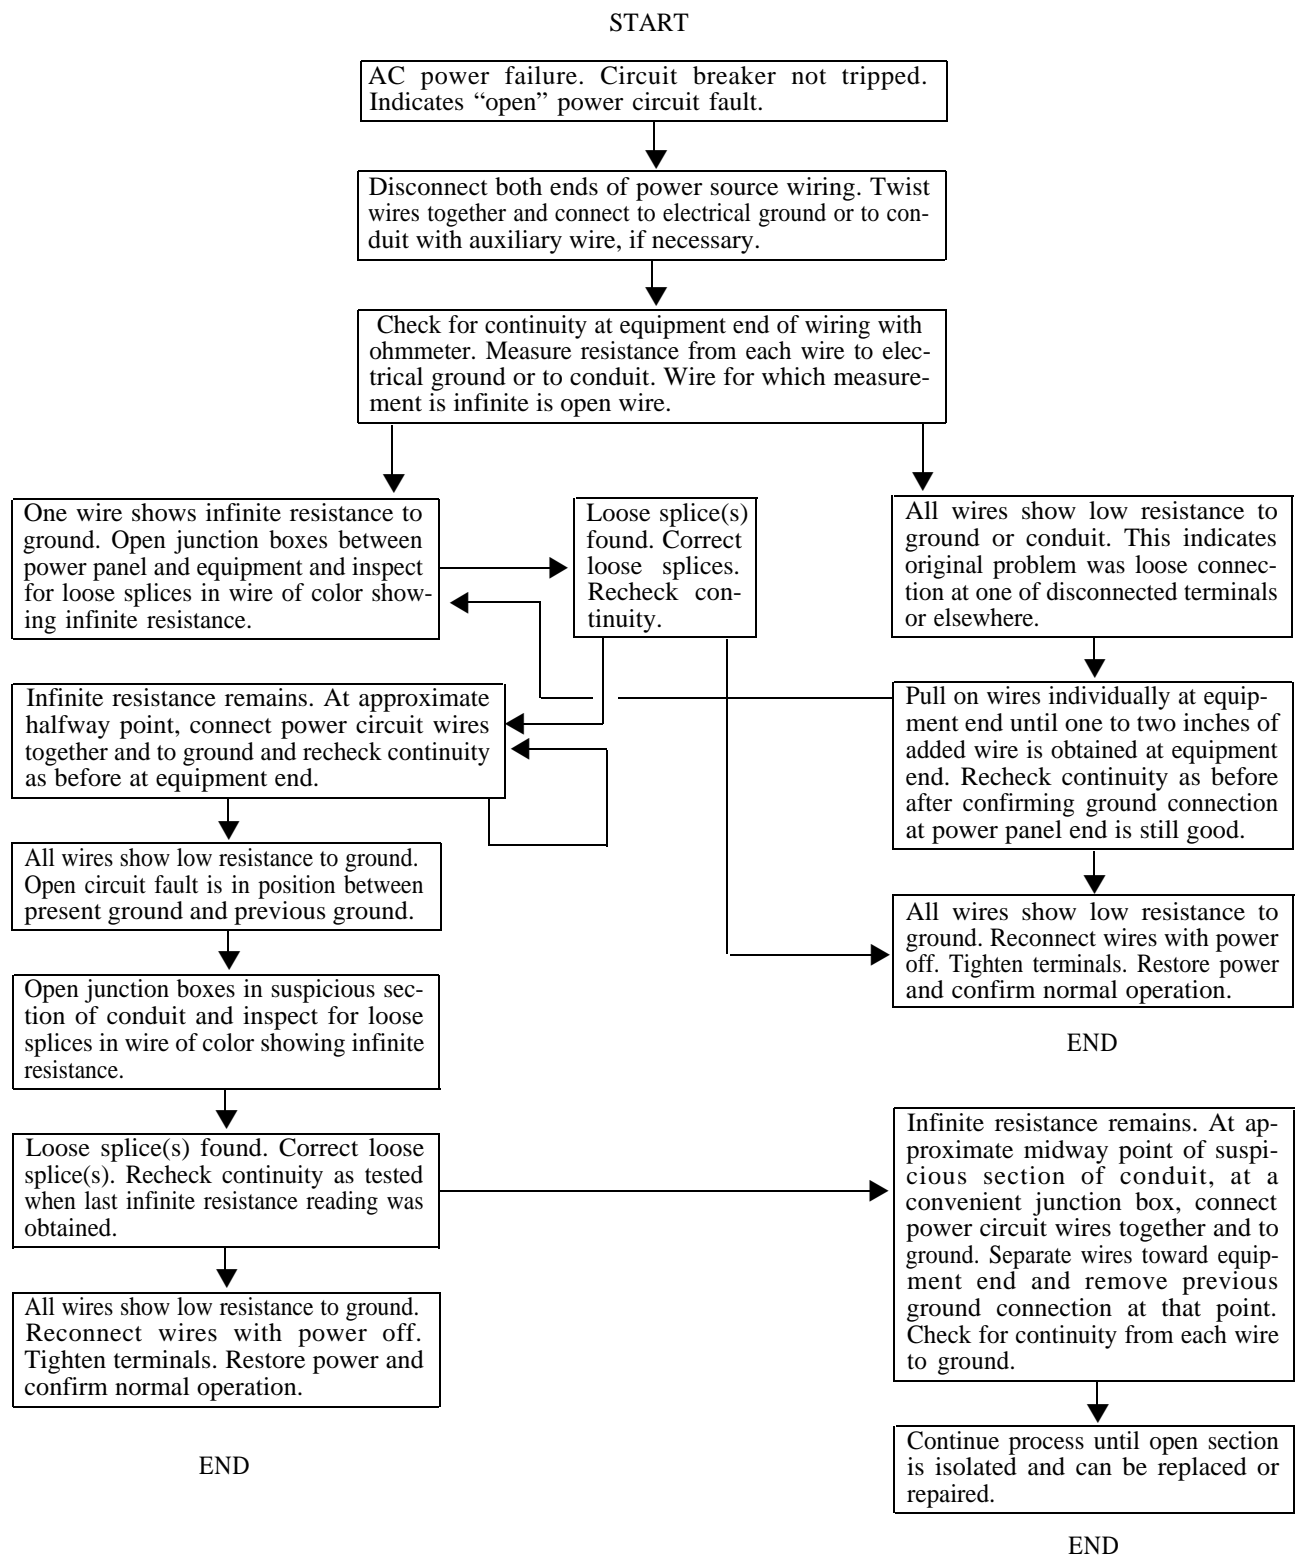 START
AC power failure. Circuit breaker not tripped.
Indicates “open” power circuit fault.
Disconnect both ends of power source wiring. Twist
wires together and connect to electrical ground or to con-
duit with auxiliary wire, if necessary.
Check for continuity at equipment end of wiring with
ohmmeter. Measure resistance from each wire to elec-
trical ground or to conduit. Wire for which measure-
ment is infinite is open wire.
One wire shows infinite resistance to
ground. Open junction boxes between
power panel and equipment and inspect
for loose splices in wire of color show-
ing infinite resistance.
Loose splice(s)
found. Correct
loose splices.
Recheck con-
tinuity.
All wires show low resistance to
ground or conduit. This indicates
original problem was loose connec-
tion at one of disconnected terminals
or elsewhere.
Infinite resistance remains. At approximate
halfway point, connect power circuit wires
together and to ground and recheck continuity
as before at equipment end.
Pull on wires individually at equip-
ment end until one to two inches of
added wire is obtained at equipment
end. Recheck continuity as before
after confirming ground connection
at power panel end is still good.
All wires show low resistance to ground.
Open circuit fault is in position between
present ground and previous ground.
All wires show low resistance to
ground. Reconnect wires with power
off. Tighten terminals. Restore power
and confirm normal operation.
END
Open junction boxes in suspicious sec-
tion of conduit and inspect for loose
splices in wire of color showing infinite
resistance.
Loose splice(s) found. Correct loose
splice(s). Recheck continuity as tested
when last infinite resistance reading was
obtained.
Infinite resistance remains. At ap-
proximate midway point of suspi-
cious section of conduit, at a
convenient junction box, connect
power circuit wires together and to
ground. Separate wires toward equip-
ment end and remove previous
ground connection at that point.
Check for continuity from each wire
to ground.
All wires show low resistance to ground.
Reconnect wires with power off.
Tighten terminals. Restore power and
confirm normal operation.
END
Continue process until open section
is isolated and can be replaced or
repaired.
END